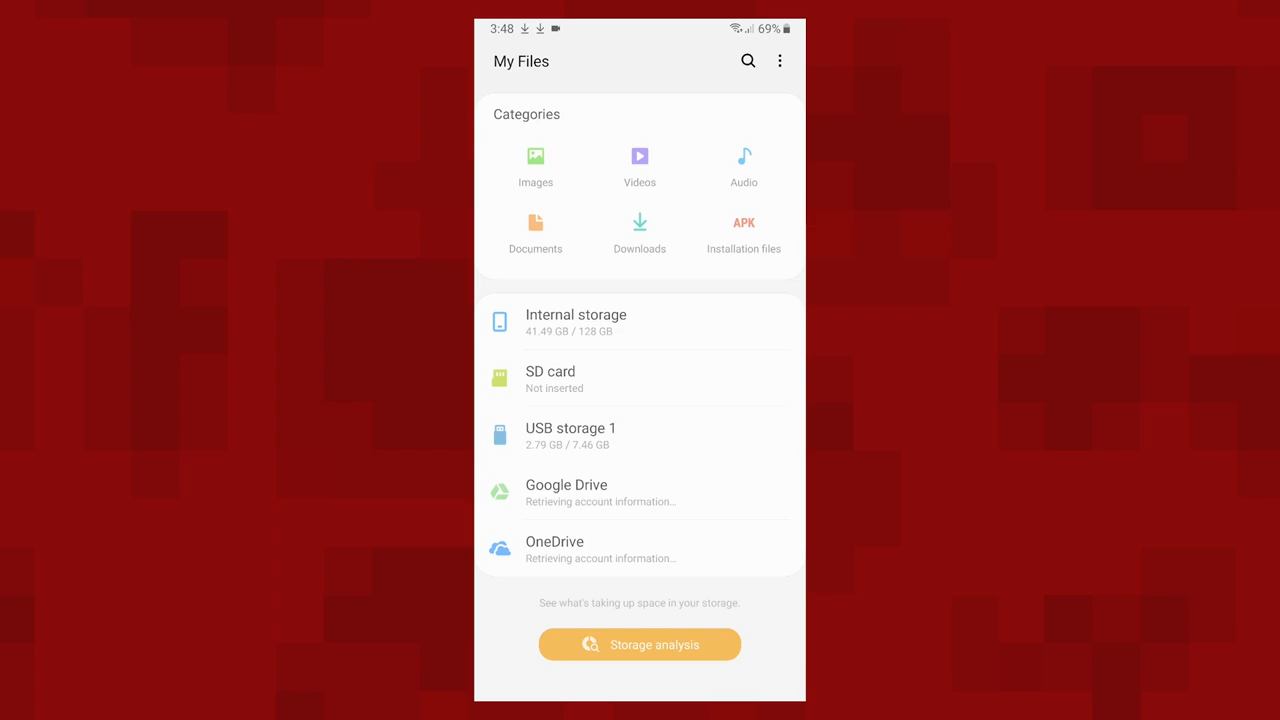 3:48 69%
My Files
Categories
Images Videos Audio
APK
Documents Downloads Installation files
Internal storage
41.49 GB / 128 GB
SD card
Not inserted
USB storage 1
2.79 GB / 7.46 GB
Google Drive
Retrieving account information...
OneDrive
Retrieving account information...
See what's taking up space in your storage.
Storage analysis